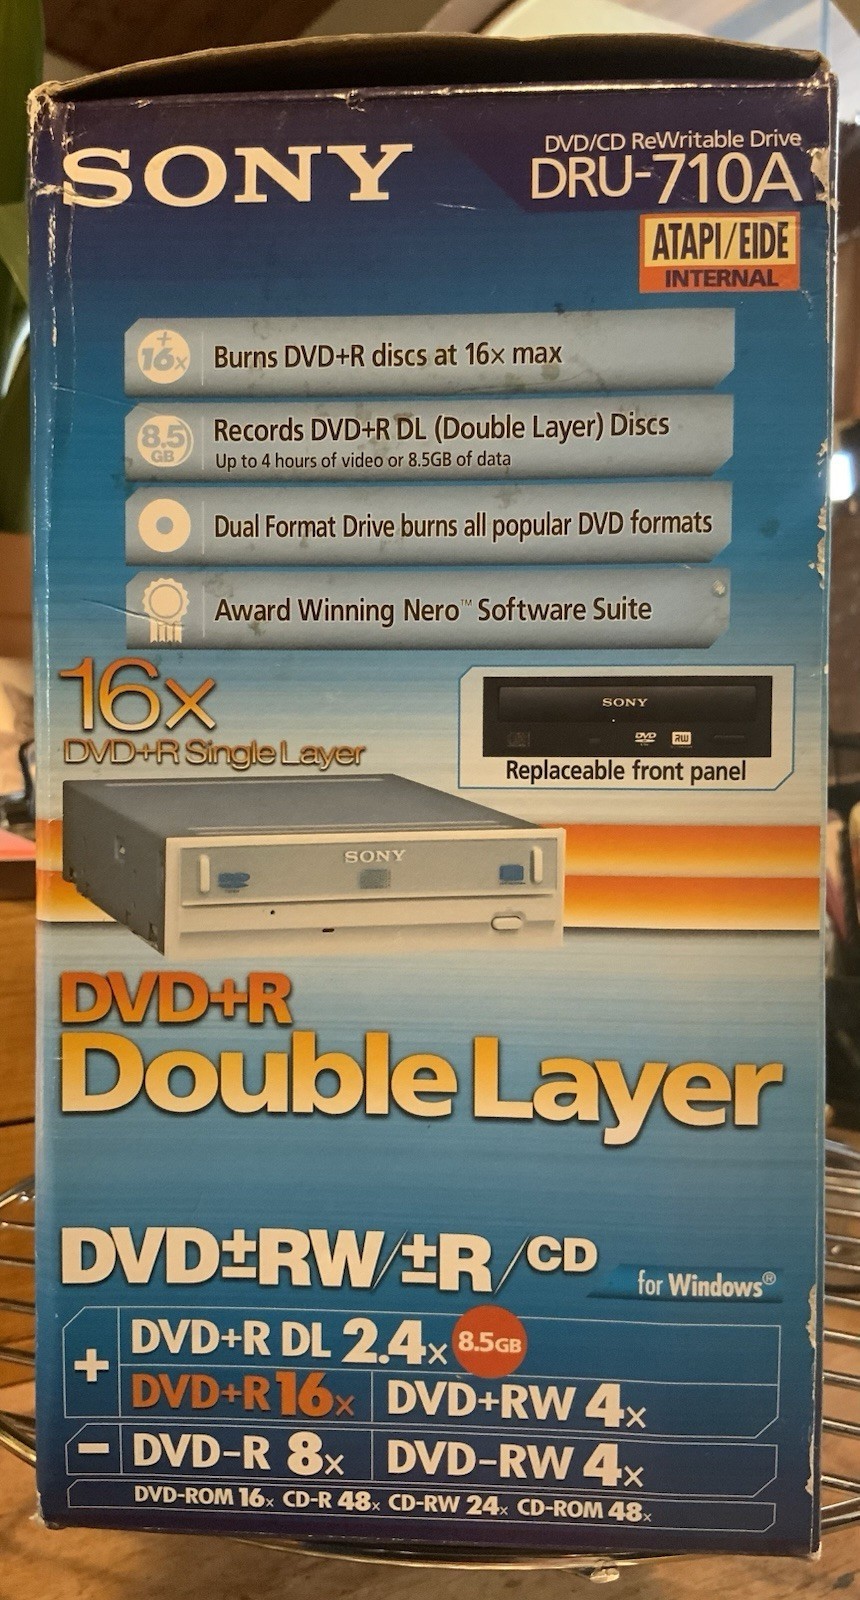 SONY
DVD/CD ReWritable Drive
DRU-710A
ATAPI/EIDE
INTERNAL
+
16x Burns DVD+R discs at 16x max
8.5 GB Records DVD+R DL (Double Layer) Discs
Up to 4 hours of video or 8.5GB of data
Dual Format Drive burns all popular DVD formats
Award Winning Nero™ Software Suite
16x
DVD+R Single Layer
SONY
DVD RW
Replaceable front panel
SONY
DVD+R
Double Layer
DVD±RW/±R/CD
for Windows®
+ DVD+R DL 2.4x 8.5GB
DVD+R 16x DVD+RW 4x
- DVD-R 8x DVD-RW 4x
DVD-ROM 16x CD-R 48x CD-RW 24x CD-ROM 48x